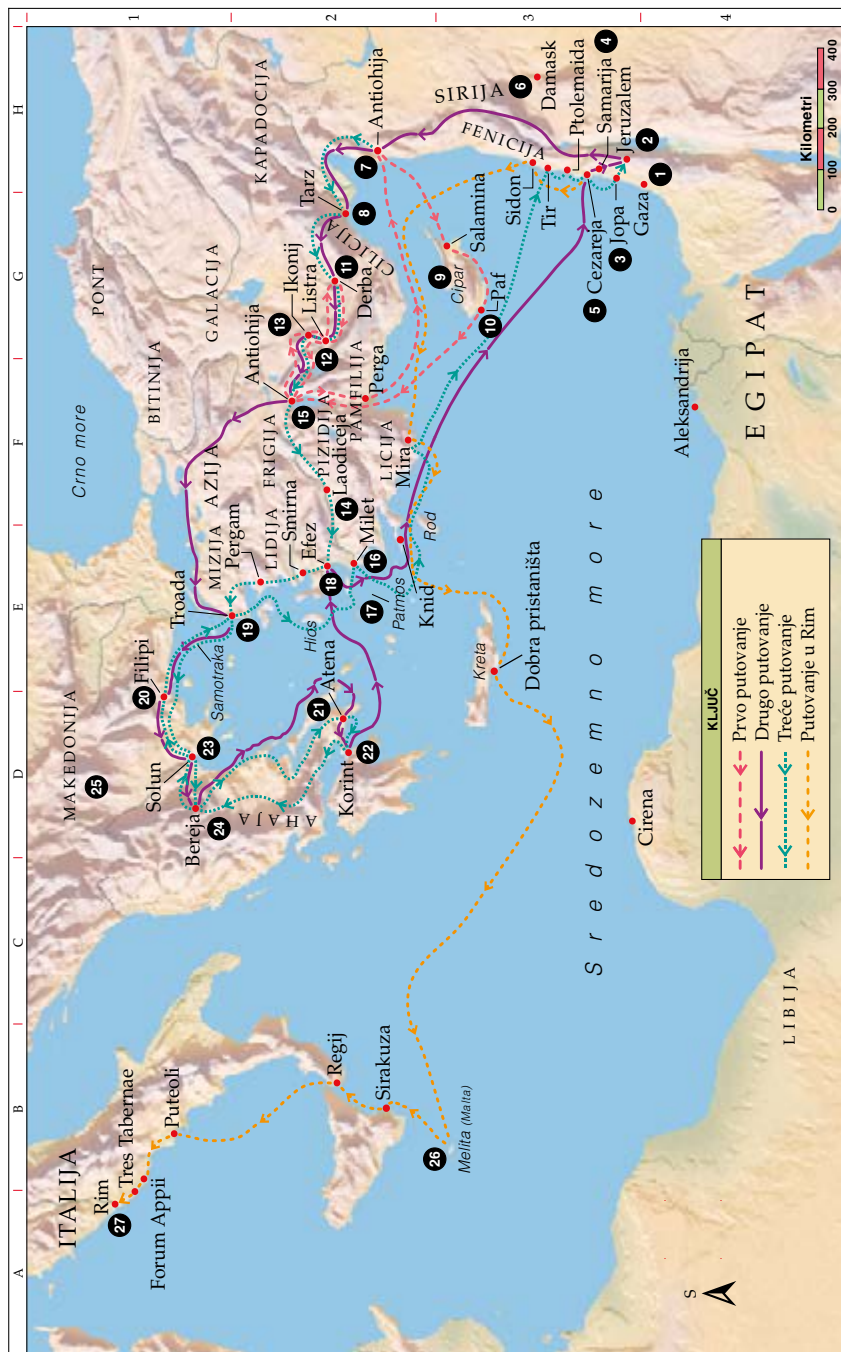 A
B
C
D
E
F
G
H
1
2
3
4
ITALIJA
Rim
27
Tres Tabernae
Forum Appii
Puteoli
Regij
Sirakuza
26
Melita (Malta)
MAKEDONIJA
25
Solun
23
Bereja
24
AHAJA
Filipi
20
Samotraka
Troada
19
Atena
21
Korint
22
Hios
Crno more
BITINIJA
PONT
GALACIJA
KAPADOCIJA
AZIJA
MIZIJA
Pergam
LIDIJA
Smirna
Efez
18
FRIGIJA
PIZIDIJA
Laodiceja
14
Milet
16
17
Patmos
Knid
Rod
LICIJA
Mira
PAMFILIJA
Perga
Antiohija
15
13
Ikonij
Listra
12
11
Derba
CILICIJA
Tarz
8
Antiohija
7
Cipar
9
Salamina
10
Paf
SIRIJA
6
Damask
FENICIJA
Sidon
Tir
Ptolemaida
Samarija
4
Jeruzalem
2
5
Cezareja
3
Jopa
Gaza
1
Kreta
Dobra pristaništa
Sredozemno more
Cirena
LIBIJA
Aleksandrija
EGIPAT
KLJUČ
Prvo putovanje
Drugo putovanje
Treće putovanje
Putovanje u Rim
Kilometri
0 100 200 300 400
S